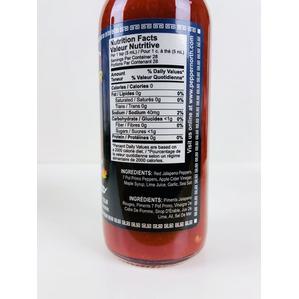 Nutrition Facts
Valeur Nutritive
Per 1 tsp (5 mL) / Pour 1 c. à thé (5 mL)
Servings Per Container 28
Portions Par Contenant 28
Amount % Daily Values*
Teneur % Valeur Quotidienne*
Calories / Calories 0
Fat / Lipides 0g 0%
Saturated / Saturés 0g 0%
Trans / Trans 0g
Sodium / Sodium 40mg 2%
Carbohydrate / Glucides <1g 0%
Fiber / Fibres 0g 0%
Sugars / Sucres <1g
Protein / Protéines 0g 0%
*Percent Daily Values are based on
a 2000 calorie diet. / *Pourcentage de
valeur quotidienne selon un régime
alimentaire de 2000 calories.
INGREDIENTS: Red Jalapeno Peppers,
7 Pot Primo Peppers, Apple Cider Vinegar,
Maple Syrup, Lime Juice, Garlic, Sea Salt
INGRÉDIENTS: Piments Jalapeño
Rouges, Piments 7 Pot Primo, Vinaigre De
Cidre De Pomme, Sirop D'Érable, Jus De
Lime, Ail, Sel De Mer
Visit us online at www.peppernorth.com